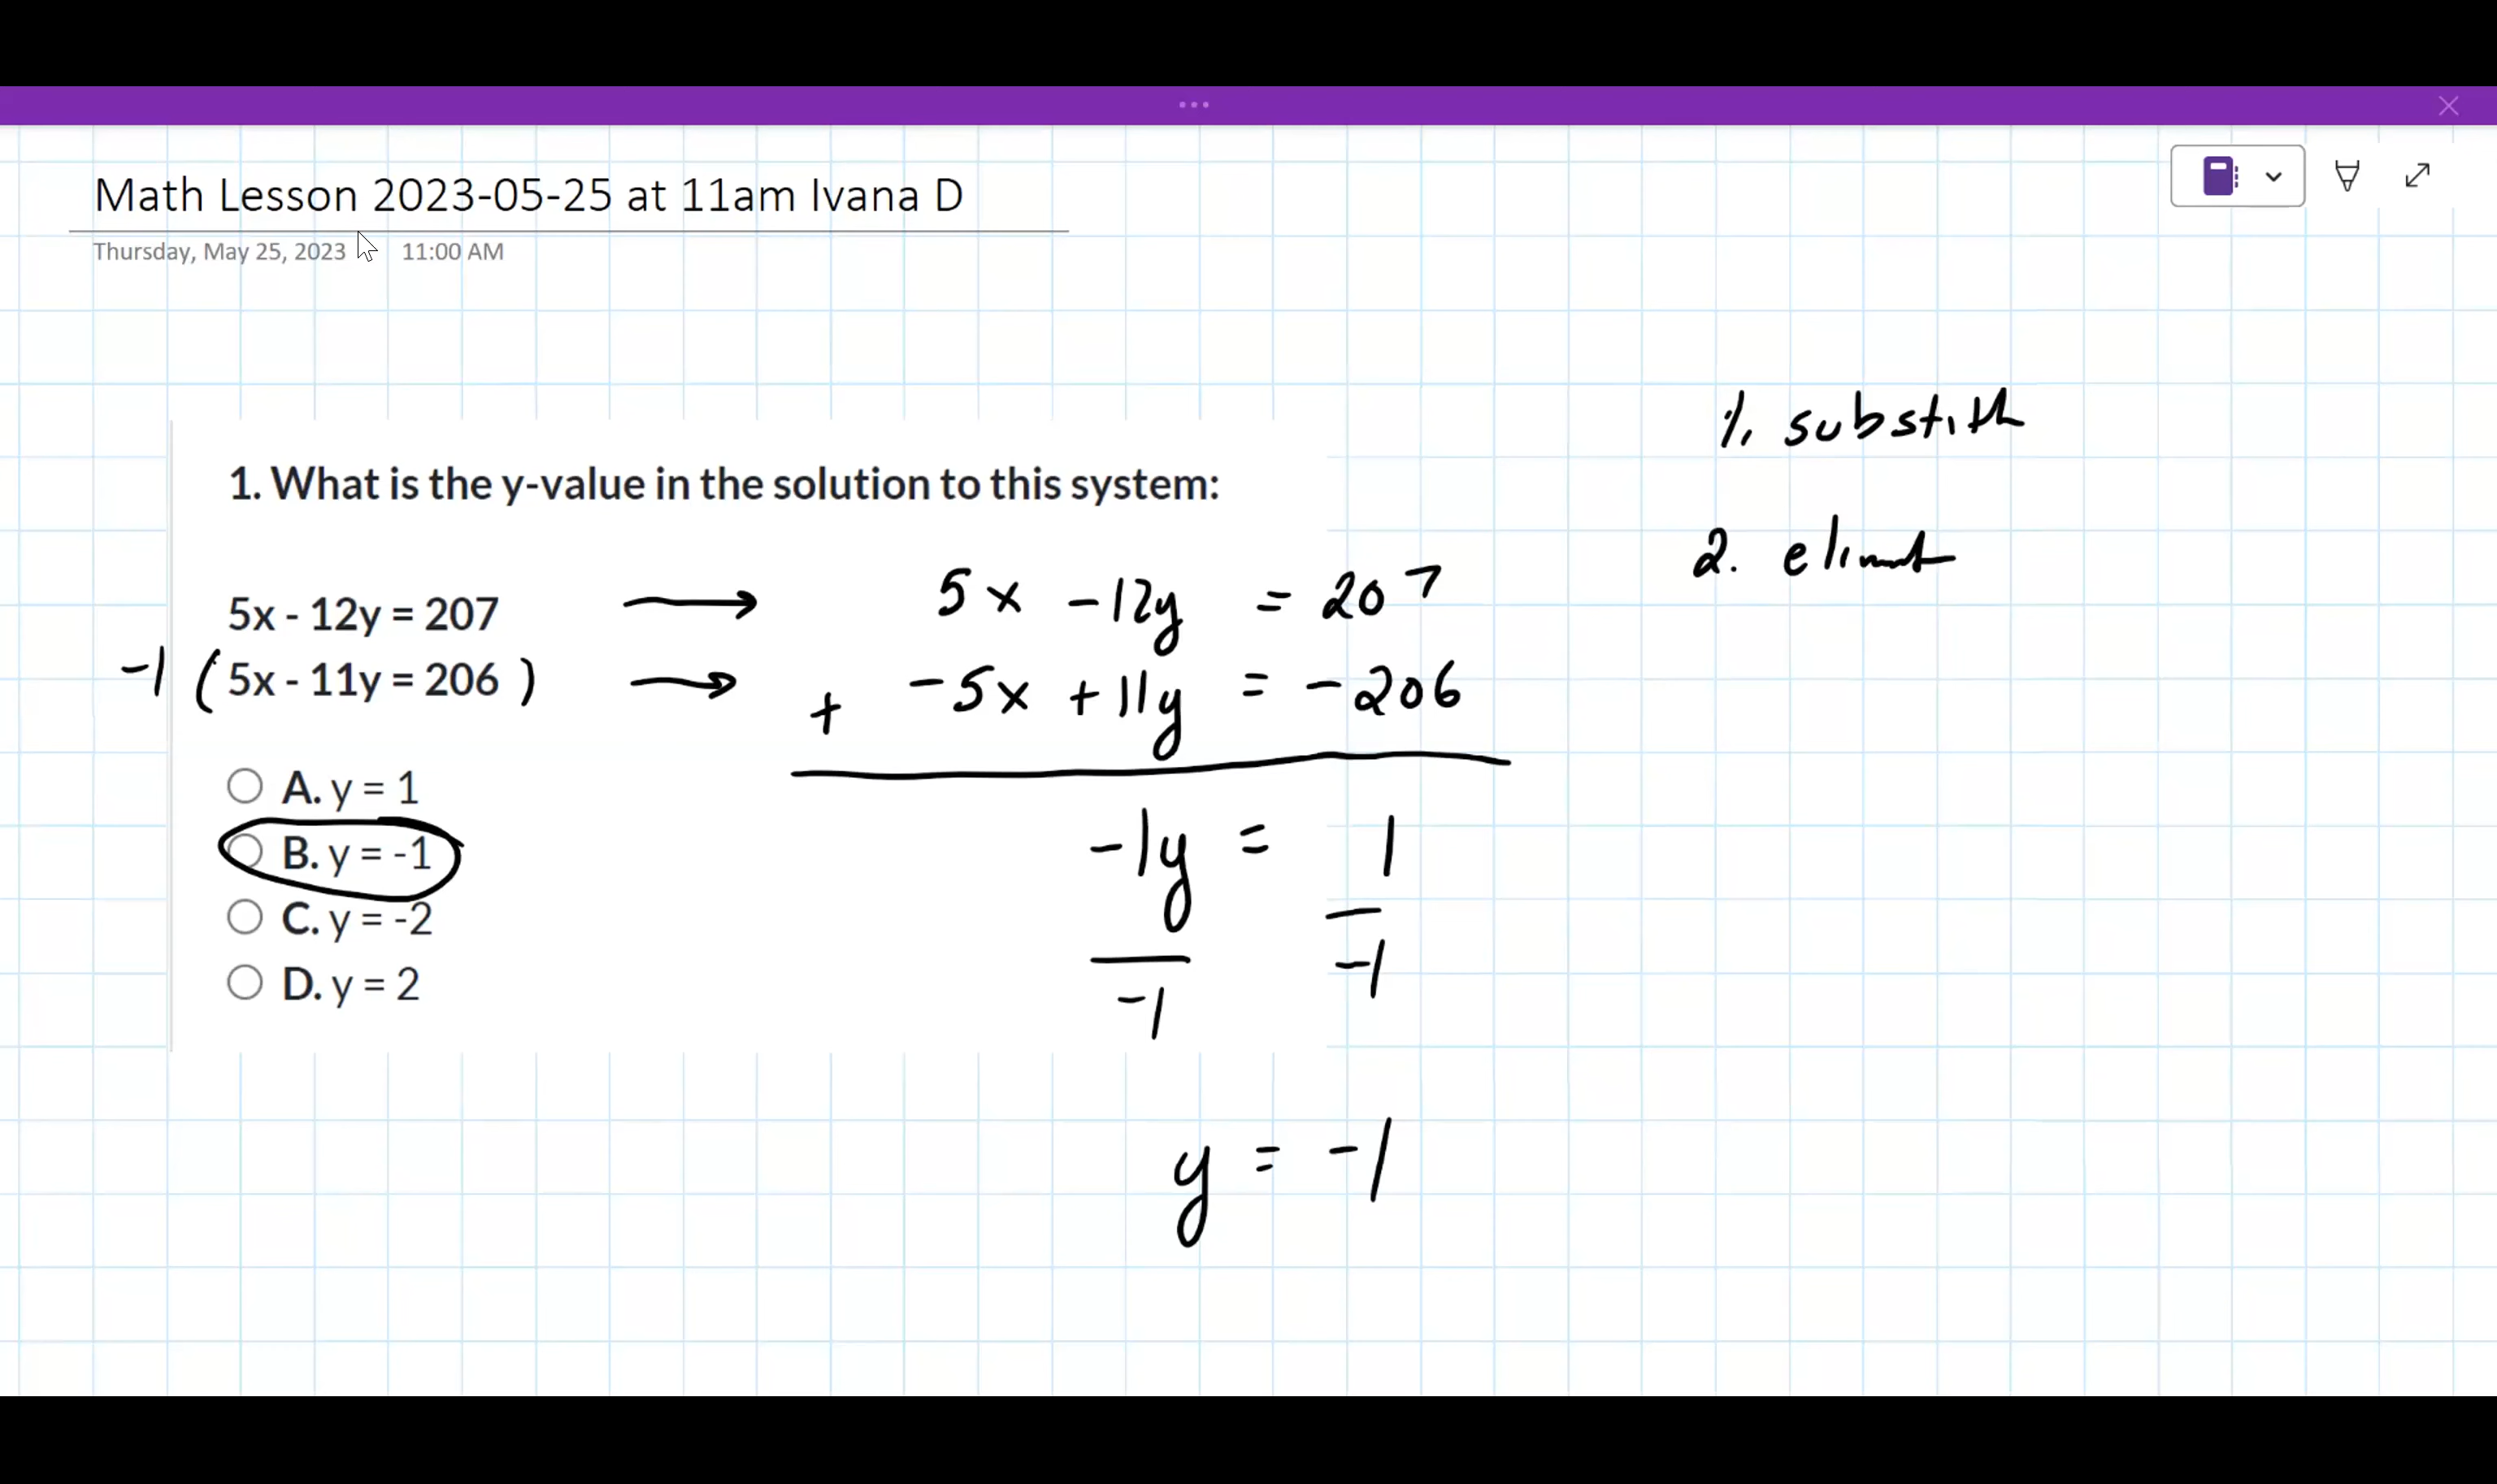 Math Lesson 2023-05-25 at 11am Ivana D
Thursday, May 25, 2023 11:00 AM
1. What is the y-value in the solution to this system:
5x - 12y = 207 → 5x -12y = 207
-1 ( 5x - 11y = 206 ) → + -5x +11y = -206
A. y = 1
B. y = -1
C. y = -2
D. y = 2
-1y = 1
-1 -1
y = -1
1.
2.